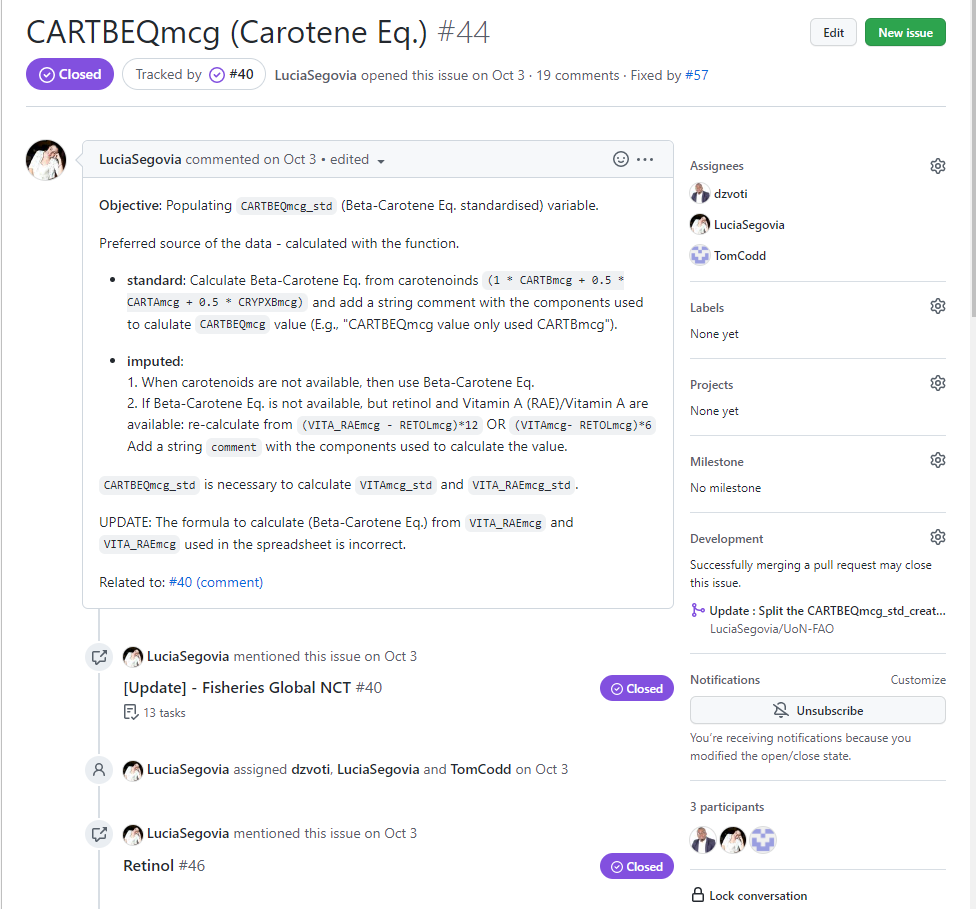 CARTBEQmcg (Carotene Eq.) #44
Edit
New issue
Closed
Tracked by #40
LuciaSegovia opened this issue on Oct 3 · 19 comments · Fixed by #57
LuciaSegovia commented on Oct 3 • edited
Objective: Populating CARTBEQmcg_std (Beta-Carotene Eq. standardised) variable.
Preferred source of the data - calculated with the function.
• standard: Calculate Beta-Carotene Eq. from carotenoinds (1 * CARTBmcg + 0.5 *
CARTAmcg + 0.5 * CRYPXBmcg) and add a string comment with the components used
to calulate CARTBEQmcg value (E.g., "CARTBEQmcg value only used CARTBmcg").
• imputed:
1. When carotenoids are not available, then use Beta-Carotene Eq.
2. If Beta-Carotene Eq. is not available, but retinol and Vitamin A (RAE)/Vitamin A are
available: re-calculate from (VITA_RAEmcg - RETOLmcg)*12 OR (VITAmcg- RETOLmcg)*6
Add a string comment with the components used to calculate the value.
CARTBEQmcg_std is necessary to calculate VITAmcg_std and VITA_RAEmcg_std .
UPDATE: The formula to calculate (Beta-Carotene Eq.) from VITA_RAEmcg and
VITA_RAEmcg used in the spreadsheet is incorrect.
Related to: #40 (comment)
LuciaSegovia mentioned this issue on Oct 3
[Update] - Fisheries Global NCT #40
Closed
13 tasks
LuciaSegovia assigned dzvoti, LuciaSegovia and TomCodd on Oct 3
LuciaSegovia mentioned this issue on Oct 3
Retinol #46
Closed
Assignees
dzvoti
LuciaSegovia
TomCodd
Labels
None yet
Projects
None yet
Milestone
No milestone
Development
Successfully merging a pull request may close
this issue.
Update : Split the CARTBEQmcg_std_creat...
LuciaSegovia/UoN-FAO
Notifications
Customize
Unsubscribe
You're receiving notifications because you
modified the open/close state.
3 participants
Lock conversation